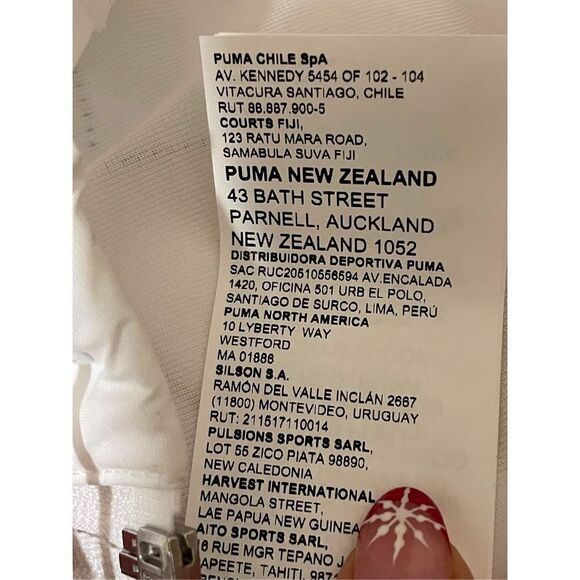 PUMA CHILE SpA
AV. KENNEDY 5454 OF 102 - 104
VITACURA SANTIAGO, CHILE
RUT 88.887.900-5
COURTS FIJI,
123 RATU MARA ROAD,
SAMABULA SUVA FIJI
PUMA NEW ZEALAND
43 BATH STREET
PARNELL, AUCKLAND
NEW ZEALAND 1052
DISTRIBUIDORA DEPORTIVA PUMA
SAC RUC20510556594 AV.ENCALADA
1420, OFICINA 501 URB EL POLO,
SANTIAGO DE SURCO, LIMA, PERÚ
PUMA NORTH AMERICA
10 LYBERTY WAY
WESTFORD
MA 01886
SILSON S.A.
RAMÓN DEL VALLE INCLÁN 2667
(11800) MONTEVIDEO, URUGUAY
RUT: 211517110014
PULSIONS SPORTS SARL,
LOT 55 ZICO PIATA 98890,
NEW CALEDONIA
HARVEST INTERNATIONAL,
MANGOLA STREET,
LAE PAPUA NEW GUINEA
AITO SPORTS SARL,
RUE MGR TEPANO J
PAPEETE, TAHITI,